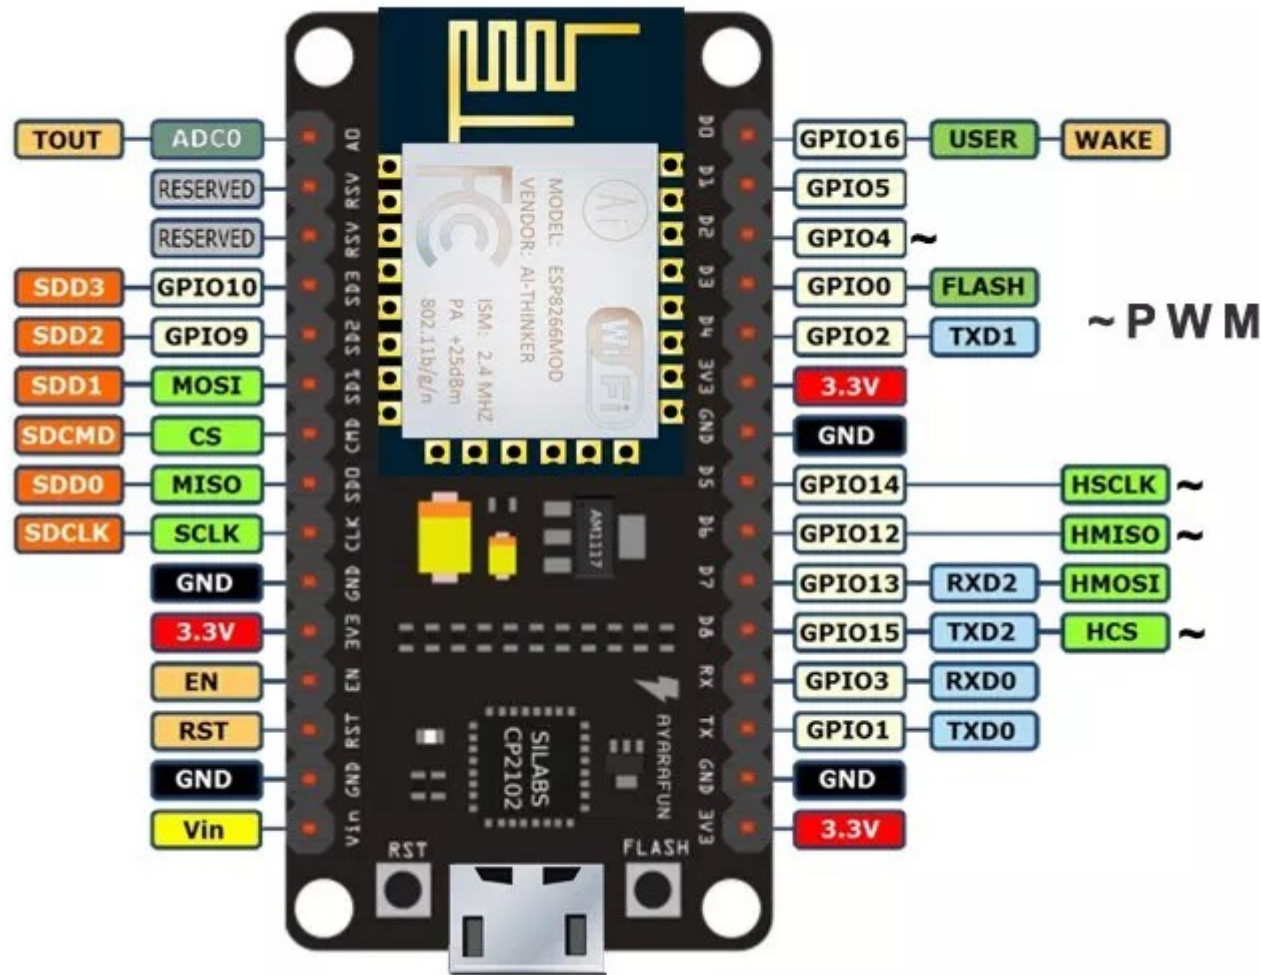 TOUT ADC0 A0 D0 GPIO16 USER WAKE
RESERVED RSV D1 GPIO5
RESERVED RSV D2 GPIO4 ~
SDD3 GPIO10 SD3 D3 GPIO0 FLASH
SDD2 GPIO9 SD2 D4 GPIO2 TXD1
~PWM
SDD1 MOSI SD1 3V3 3.3V
SDCMD CS CMD GND GND
SDD0 MISO SD0 D5 GPIO14 HSCLK ~
SDCLK SCLK CLK D6 GPIO12 HMISO ~
GND GND D7 GPIO13 RXD2 HMOSI
3.3V 3V3 D8 GPIO15 TXD2 HCS ~
EN EN RX GPIO3 RXD0
RST RST TX GPIO1 TXD0
GND GND GND GND
Vin Vin 3V3 3.3V
Ai
MODEL: ESP8266MOD
VENDOR: AI-THINKER
FCC
Wi Fi
ISM: 2.4 MHZ
PA +25dBm
802.11b/g/n
AM1117
SILABS
CP2102
AYARAFUN
RST
FLASH